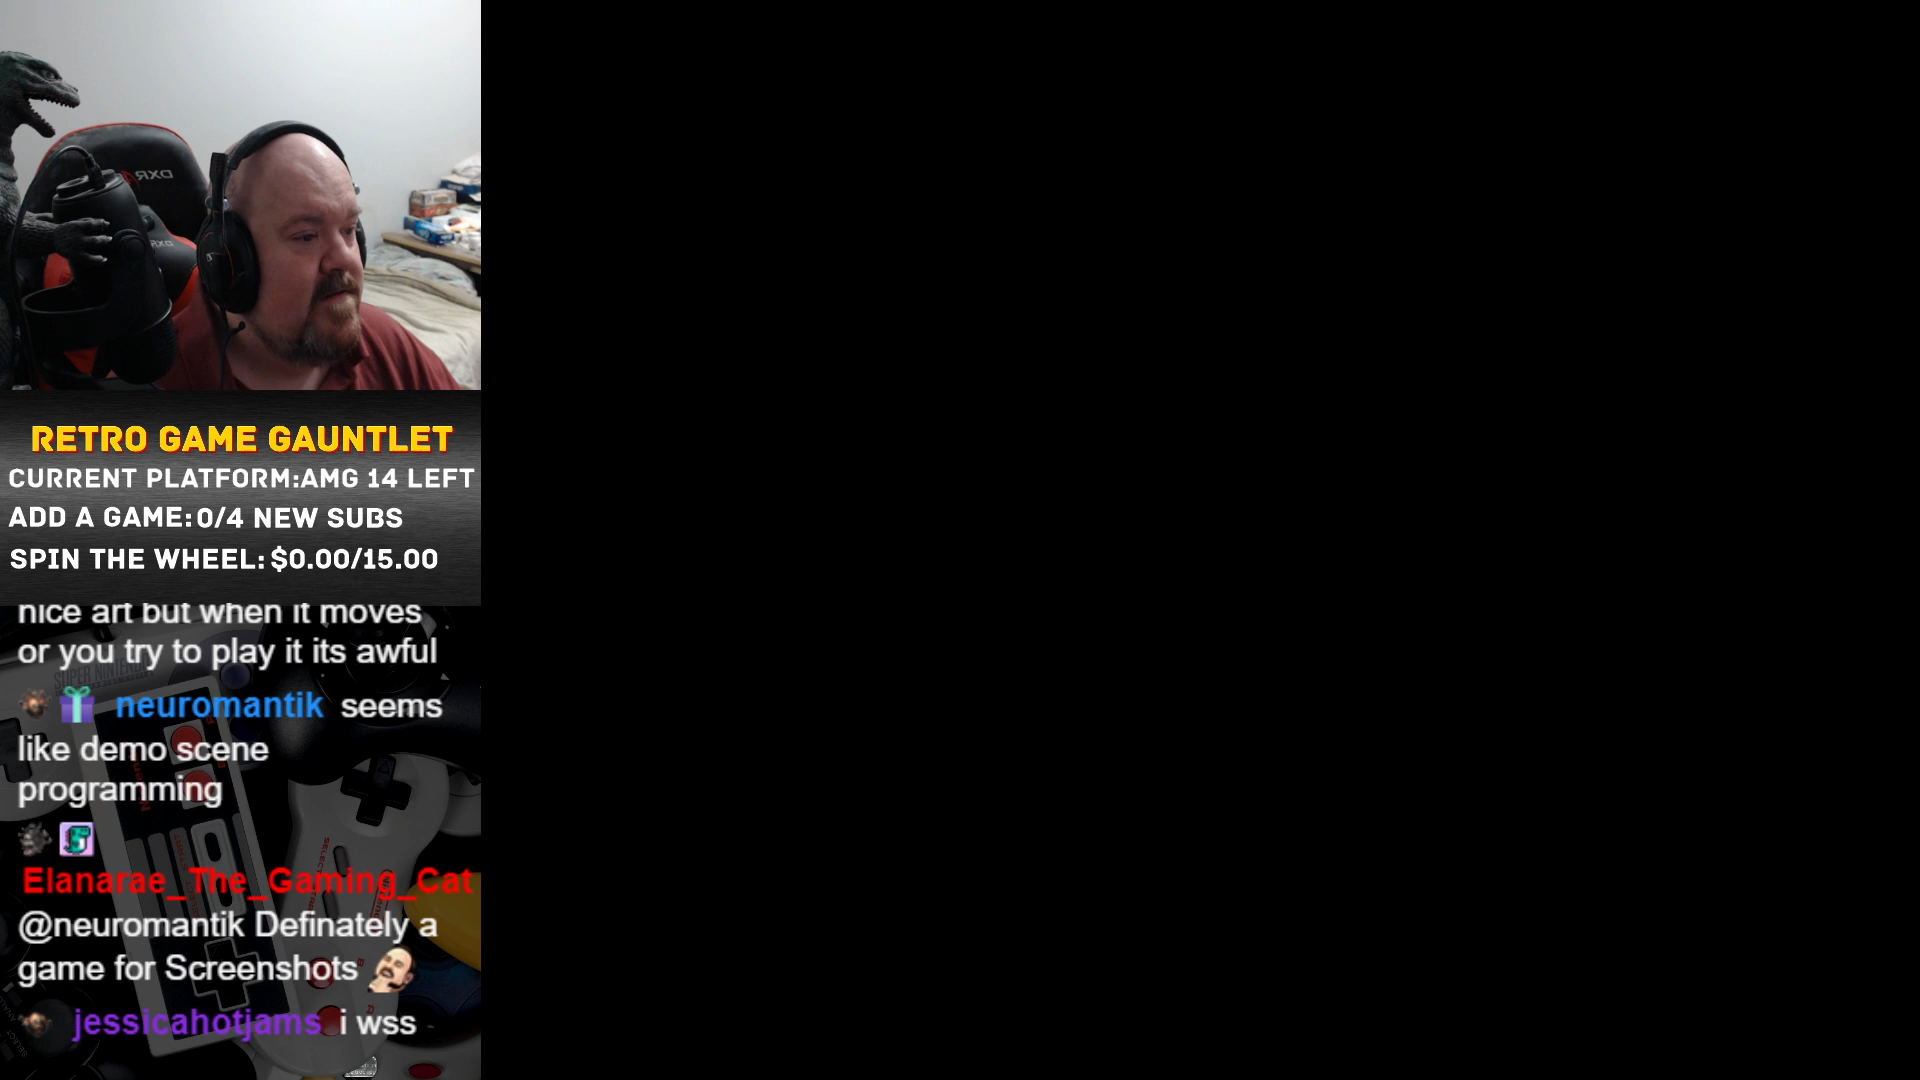 RETRO GAME GAUNTLET
CURRENT PLATFORM:AMG 14 LEFT
ADD A GAME: 0/4 NEW SUBS
SPIN THE WHEEL: $0.00/15.00
nice art but when it moves
or you try to play it its awful
neuromantik seems
like demo scene
programming
Elanarae_The_Gaming_Cat
@neuromantik Definately a
game for Screenshots
jessicahotjams i wss